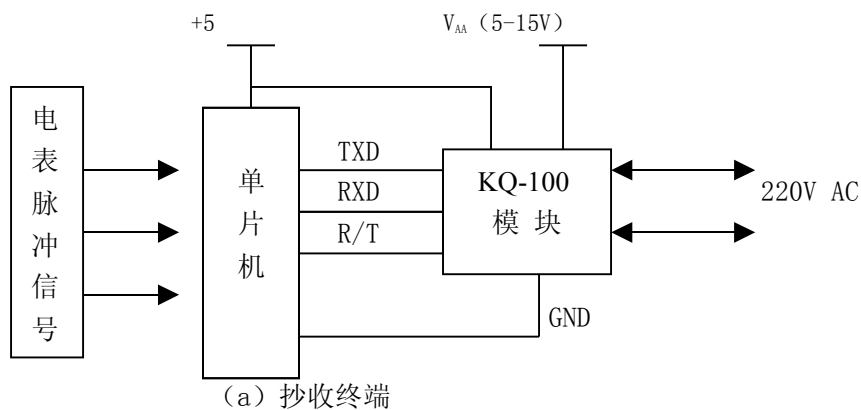 +5
V_AA（5-15V）
电表脉冲信号
单片机
TXD
RXD
R/T
KQ-100
模 块
220V AC
GND
（a）抄收终端